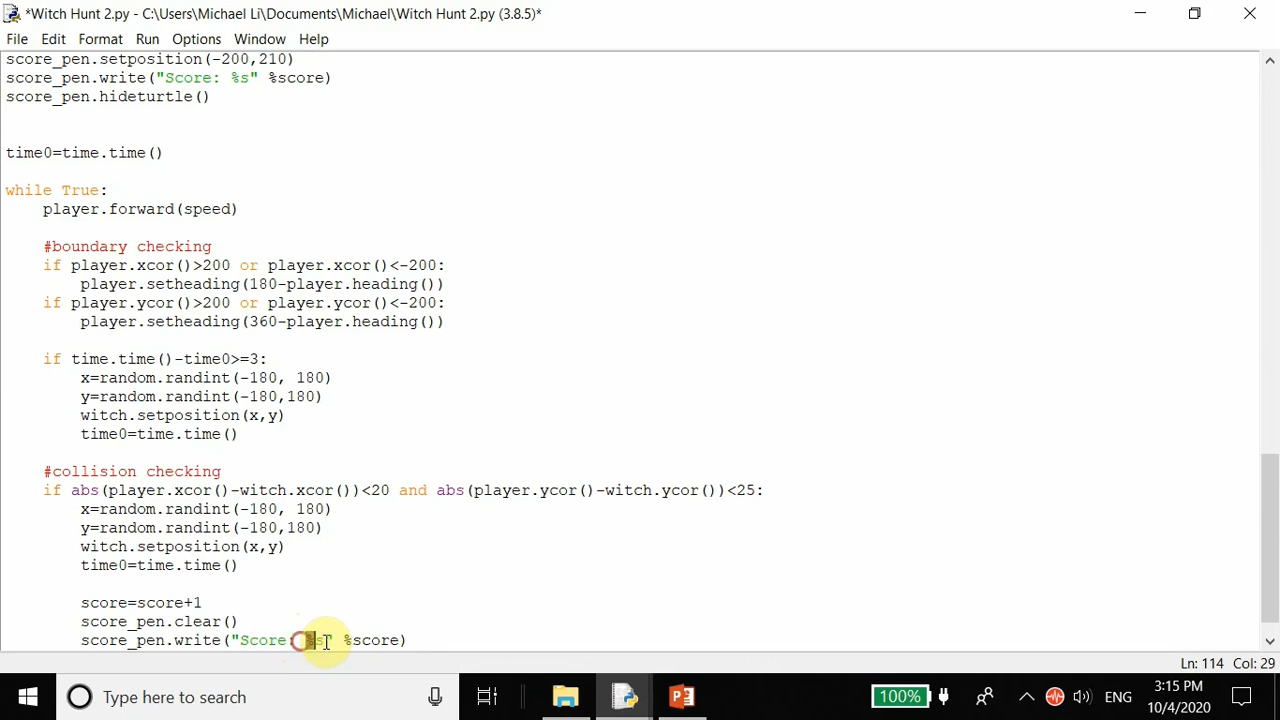 *Witch Hunt 2.py - C:\Users\Michael Li\Documents\Michael\Witch Hunt 2.py (3.8.5)*
File Edit Format Run Options Window Help
score_pen.setposition(-200,210)
score_pen.write("Score: %s" %score)
score_pen.hideturtle()
time0=time.time()
while True:
    player.forward(speed)
    #boundary checking
    if player.xcor()>200 or player.xcor()<-200:
        player.setheading(180-player.heading())
    if player.ycor()>200 or player.ycor()<-200:
        player.setheading(360-player.heading())
    if time.time()-time0>=3:
        x=random.randint(-180, 180)
        y=random.randint(-180,180)
        witch.setposition(x,y)
        time0=time.time()
    #collision checking
    if abs(player.xcor()-witch.xcor())<20 and abs(player.ycor()-witch.ycor())<25:
        x=random.randint(-180, 180)
        y=random.randint(-180,180)
        witch.setposition(x,y)
        time0=time.time()
        score=score+1
        score_pen.clear()
        score_pen.write("Score: %s" %score)
Ln: 114 Col: 29
Type here to search
100%
ENG
3:15 PM
10/4/2020